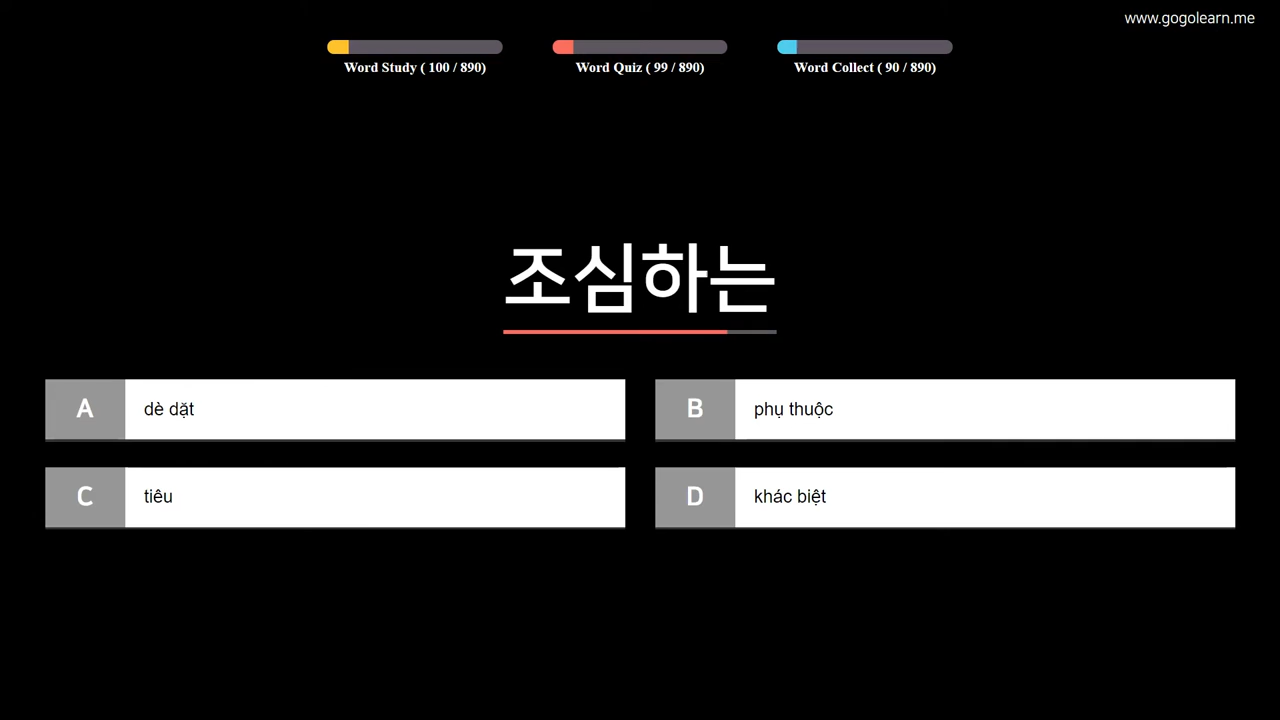 www.gogolearn.me
Word Study ( 100 / 890)
Word Quiz ( 99 / 890)
Word Collect ( 90 / 890)
조심하는
A dè dặt
B phụ thuộc
C tiêu
D khác biệt